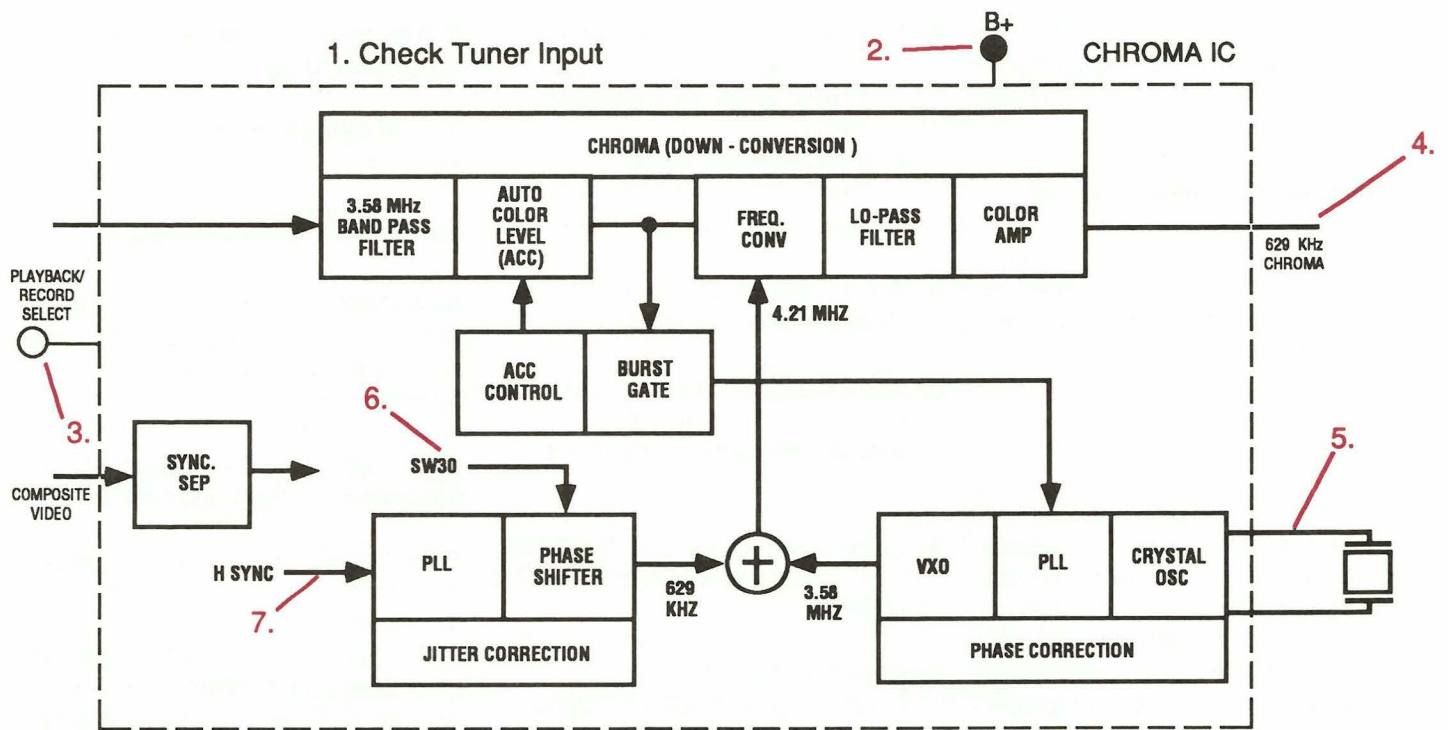 B+
2.
1. Check Tuner Input
CHROMA IC
CHROMA (DOWN - CONVERSION )
4.
3.58 MHz
BAND PASS
FILTER
AUTO
COLOR
LEVEL
(ACC)
FREQ.
CONV
LO-PASS
FILTER
COLOR
AMP
629 KHz
CHROMA
PLAYBACK/
RECORD
SELECT
4.21 MHZ
ACC
CONTROL
BURST
GATE
6.
3.
SW30
5.
SYNC.
SEP
COMPOSITE
VIDEO
H SYNC
7.
PLL
PHASE
SHIFTER
JITTER CORRECTION
629
KHZ
+
3.58
MHZ
VXO
PLL
CRYSTAL
OSC
PHASE CORRECTION